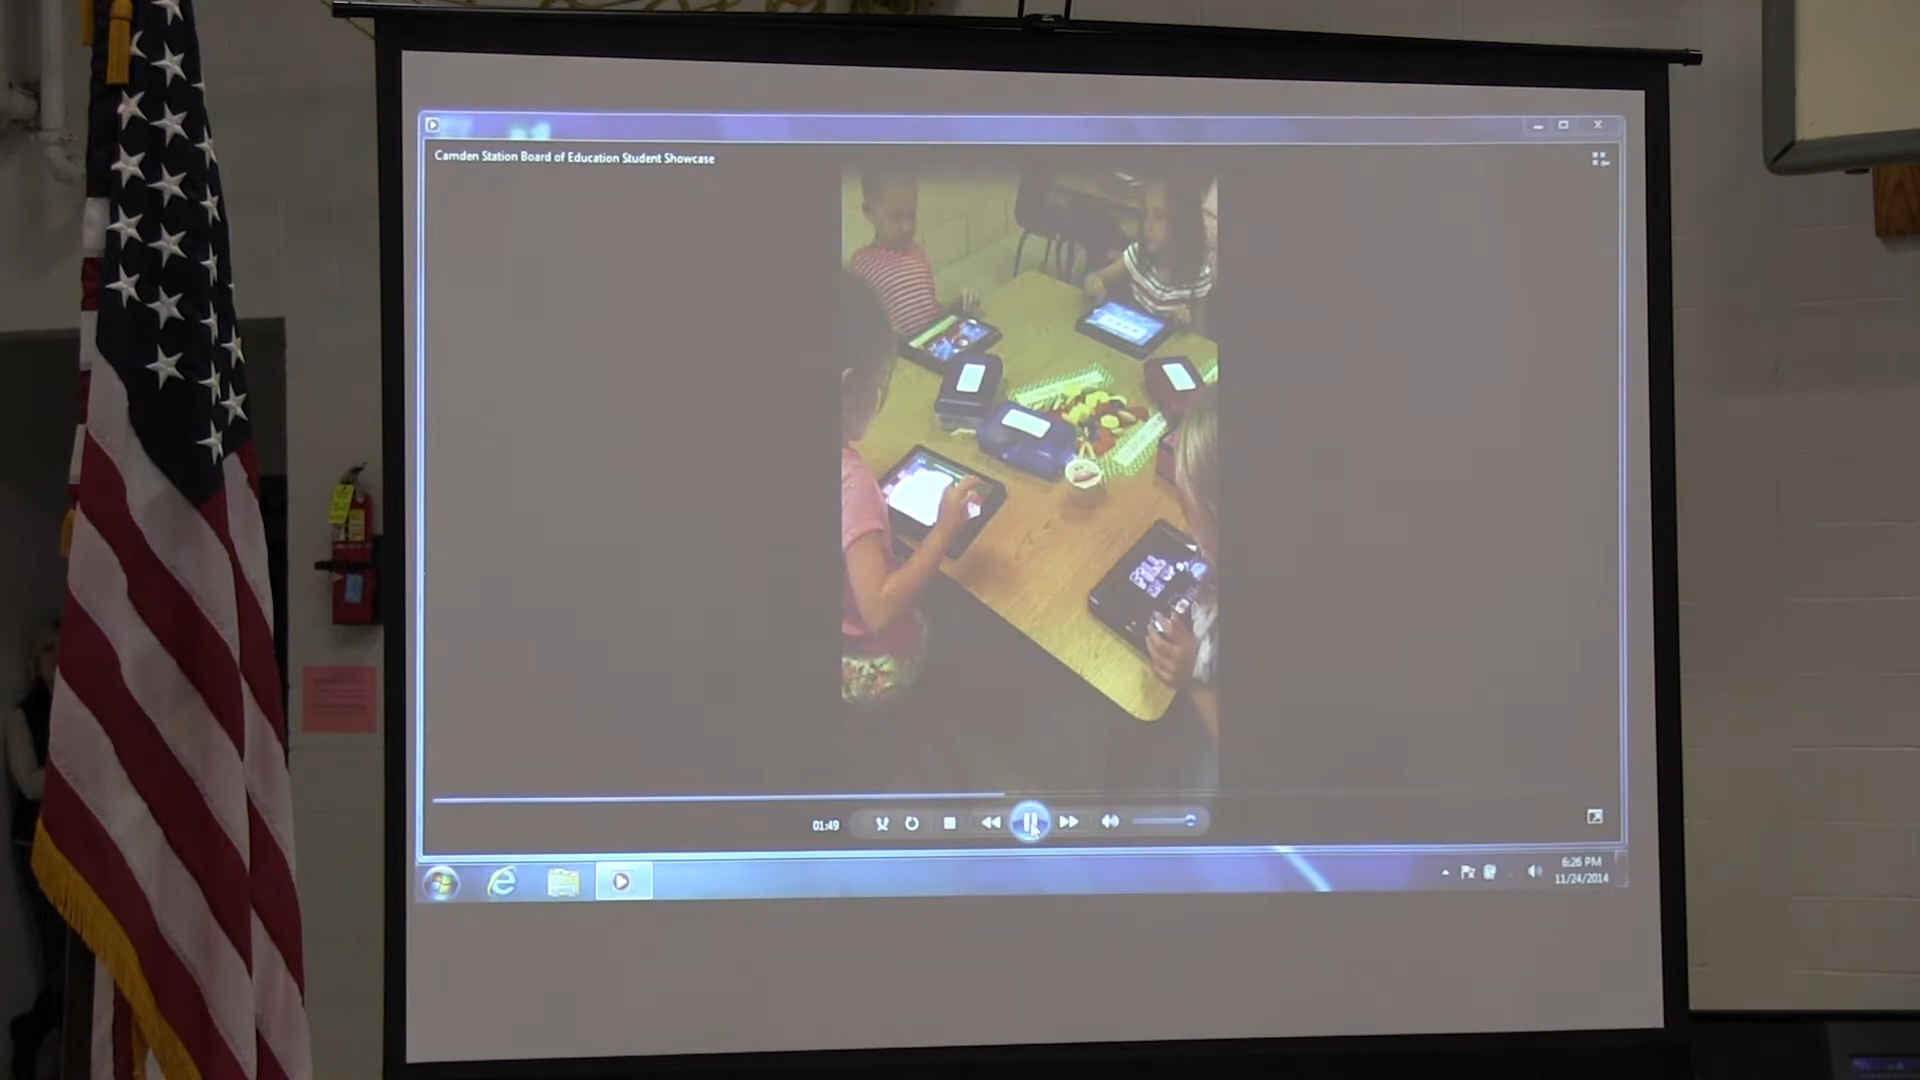 Camden Station Board of Education Student Showcase
01:49
6:26 PM
11/24/2014